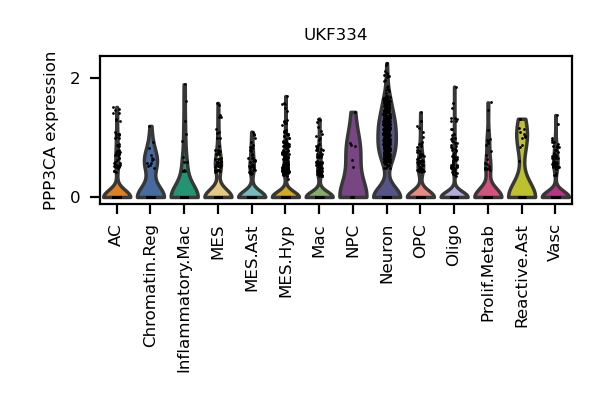 UKF334
PPP3CA expression
2
0
AC
Chromatin.Reg
Inflammatory.Mac
MES
MES.Ast
MES.Hyp
Mac
NPC
Neuron
OPC
Oligo
Prolif.Metab
Reactive.Ast
Vasc